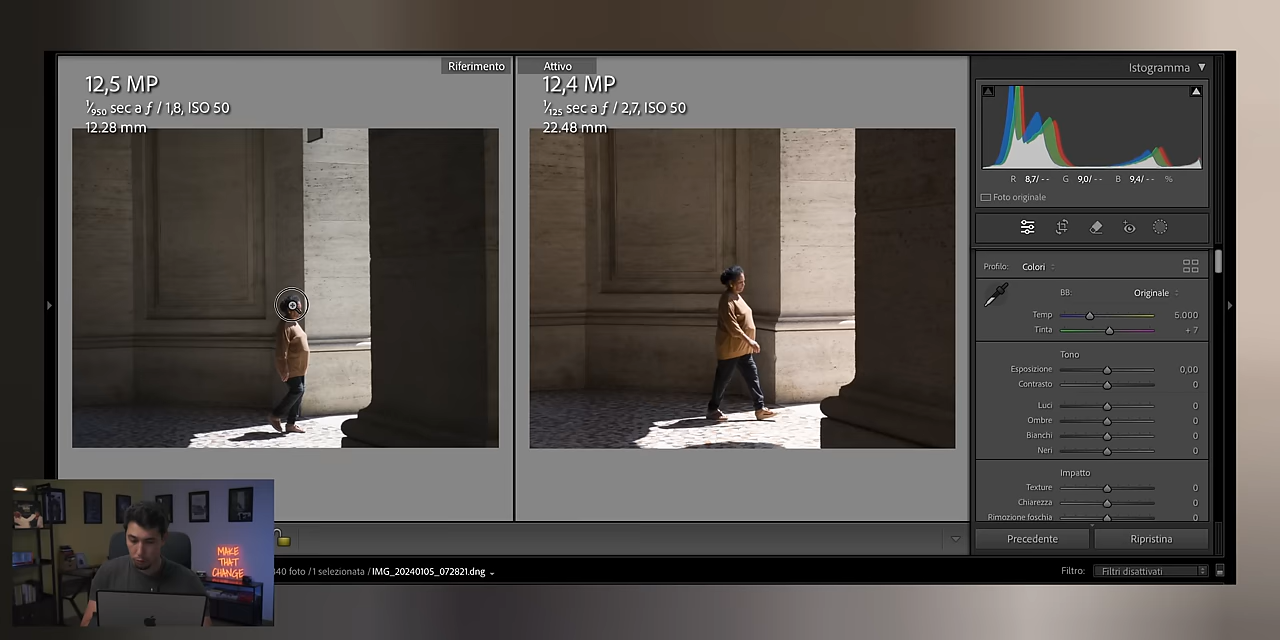 Riferimento
12,5 MP
1/950 sec a ƒ / 1,8, ISO 50
12.28 mm
Attivo
12,4 MP
1/125 sec a ƒ / 2,7, ISO 50
22.48 mm
Istogramma ▼
R 8,7/ -- G 9,0/ -- B 9,4/ -- %
Foto originale
Profilo: Colori
BB: Originale
Temp 5.000
Tinta + 7
Tono
Esposizione 0,00
Contrasto 0
Luci 0
Ombre 0
Bianchi 0
Neri 0
Impatto
Texture 0
Chiarezza 0
Rimozione foschia 0
Precedente Ripristina
MAKE
THAT
CHANGE
40 foto /1 selezionata / IMG_20240105_072821.dng
Filtro: Filtri disattivati